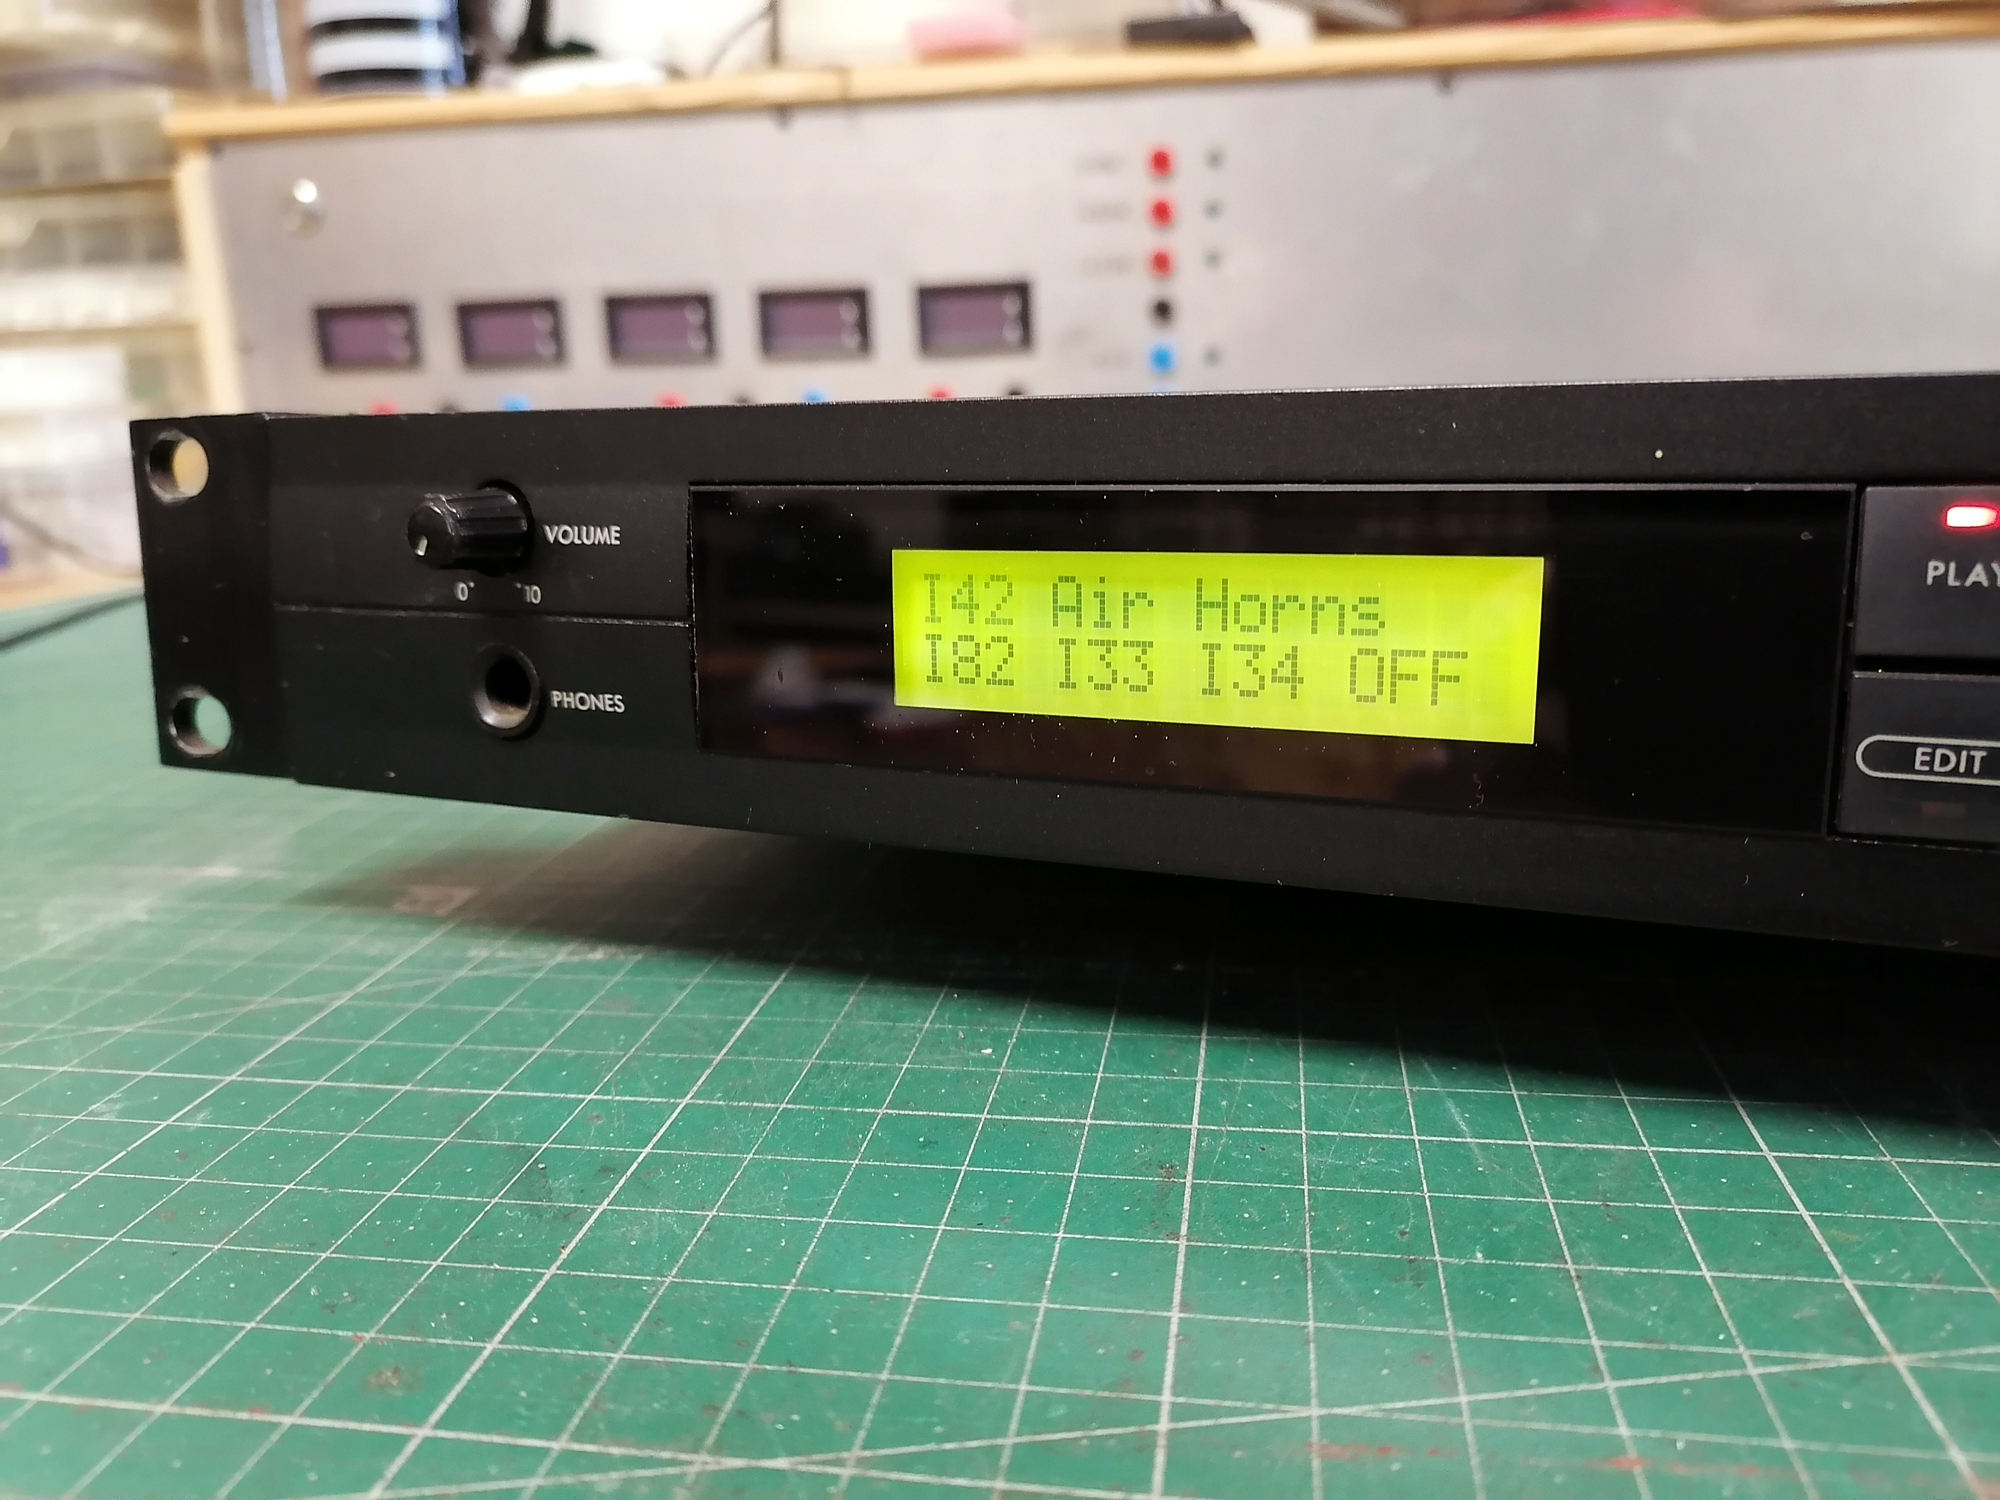 VOLUME
0 10
PHONES
I42 Air Horns
I82 I33 I34 OFF
PLAY
EDIT